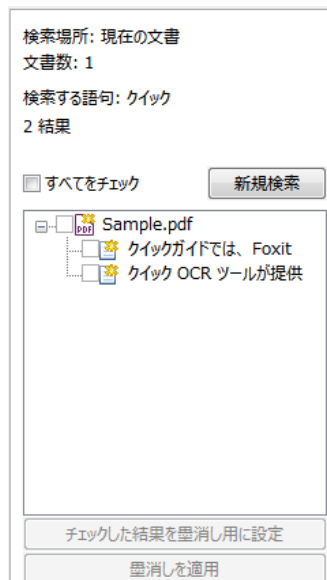 検索場所: 現在の文書
文書数: 1
検索する語句: クイック
2 結果
すべてをチェック
新規検索
Sample.pdf
クイックガイドでは、Foxit
クイック OCR ツールが提供
チェックした結果を墨消し用に設定
墨消しを適用